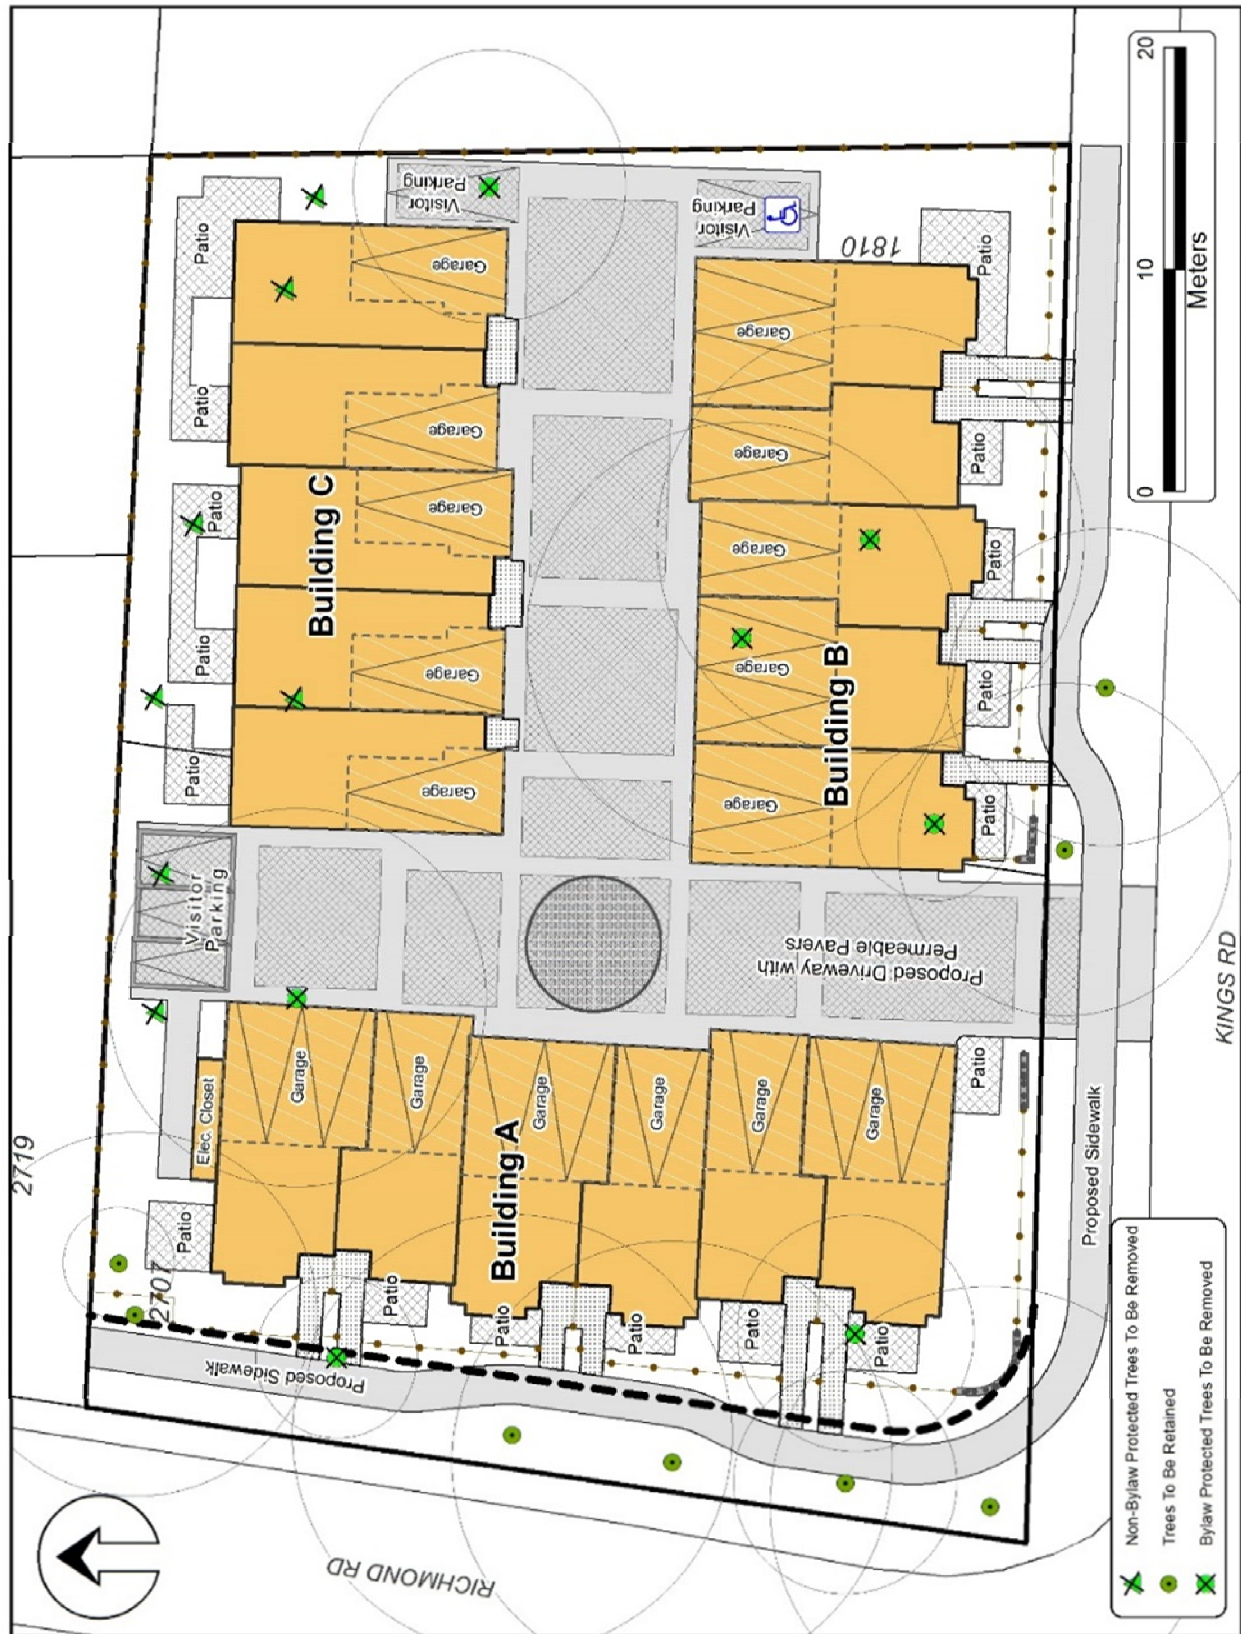 2719
Patio
Patio
Patio
Patio
Patio
Visitor
Parking
Garage
Garage
Garage
Garage
Garage
Building C
Visitor
Parking
Elec. Closet
Patio
2707
Proposed Sidewalk
RICHMOND RD
Garage
Garage
Garage
Garage
Garage
Garage
Building A
Patio
Patio
Patio
Patio
Patio
Patio
Proposed Driveway with
Permeable Pavers
Visitor
Parking
1810
Garage
Garage
Garage
Garage
Garage
Building B
Patio
Patio
Patio
Patio
Patio
Proposed Sidewalk
KINGS RD
0
10
20
Meters
Non-Bylaw Protected Trees To Be Removed
Trees To Be Retained
Bylaw Protected Trees To Be Removed